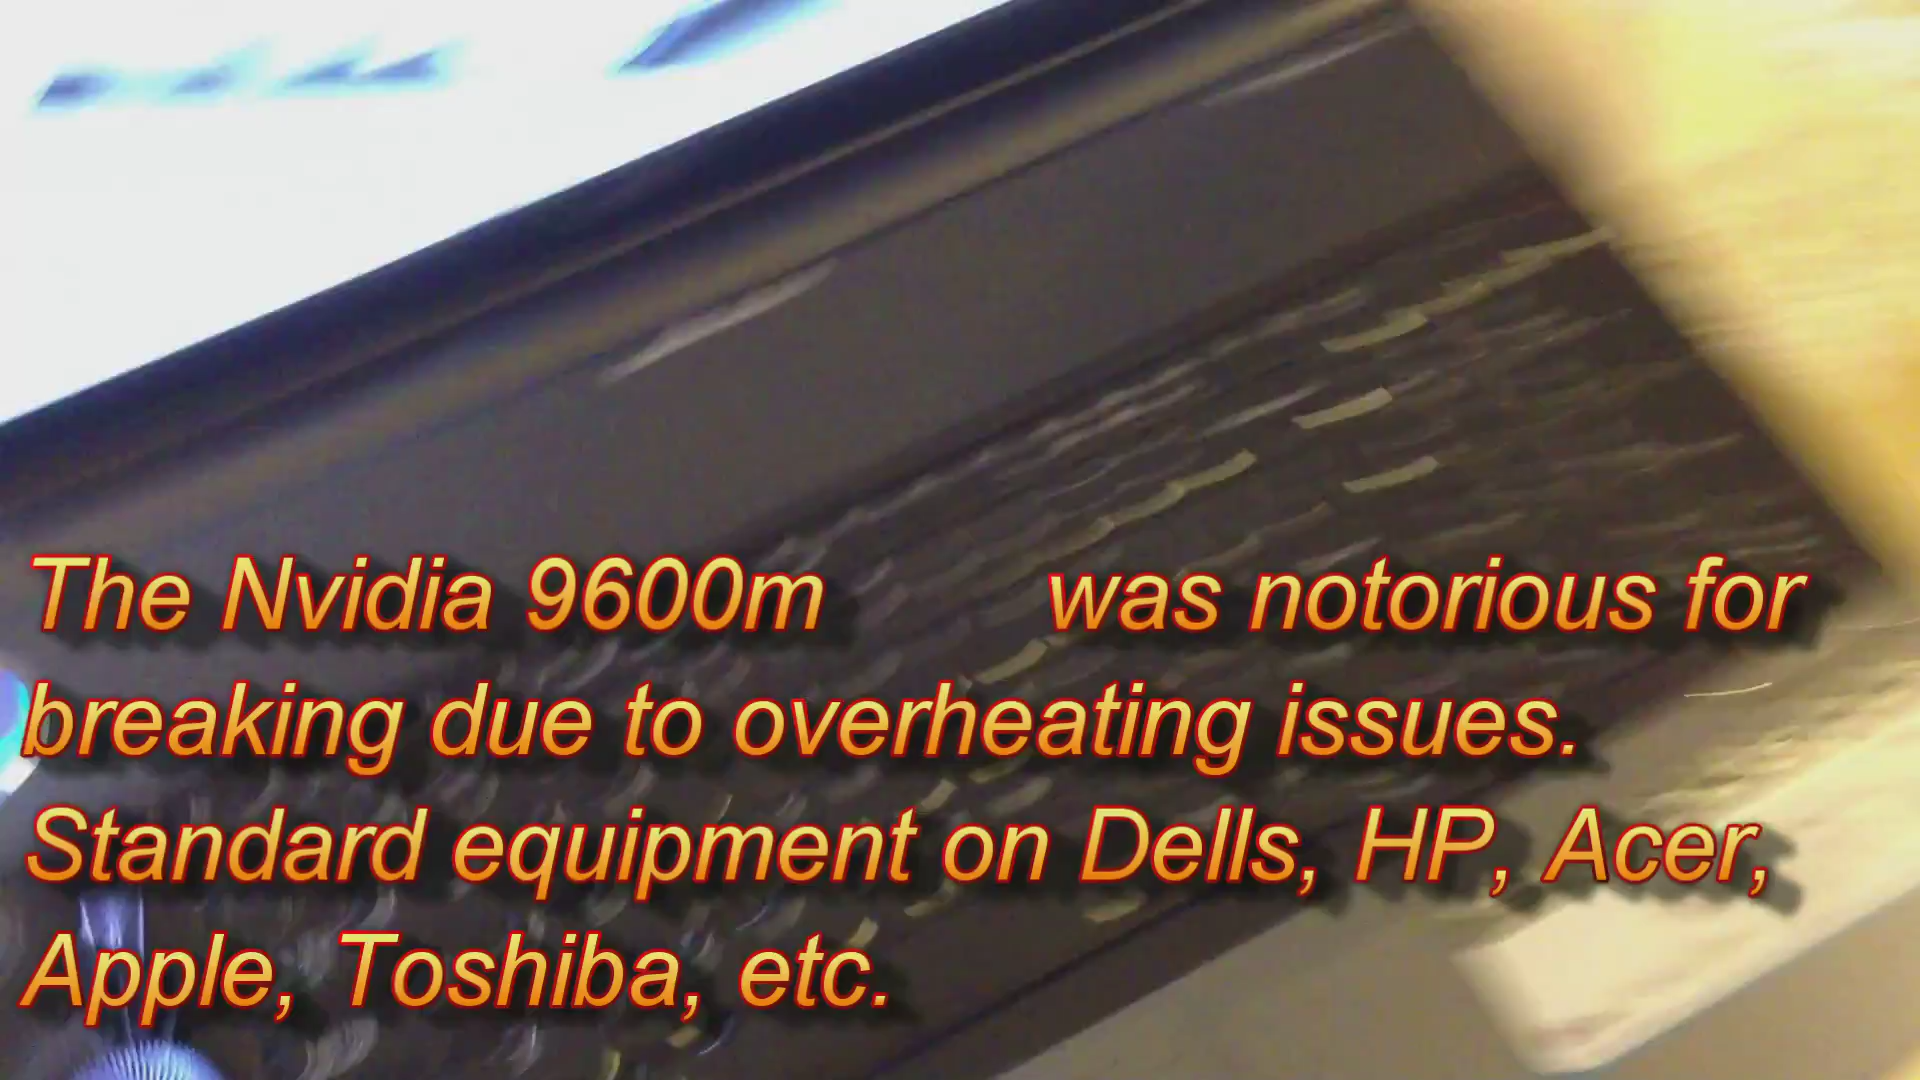 The Nvidia 9600m was notorious for
breaking due to overheating issues.
Standard equipment on Dells, HP, Acer,
Apple, Toshiba, etc.